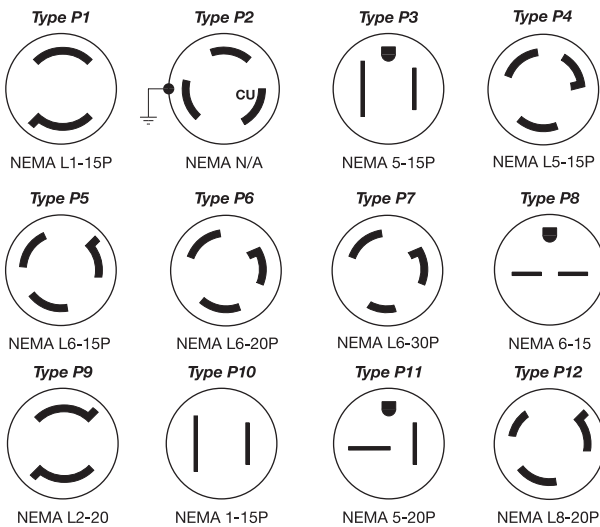 Type P1 Type P2 Type P3 Type P4
CU
NEMA L1-15P NEMA N/A NEMA 5-15P NEMA L5-15P
Type P5 Type P6 Type P7 Type P8
NEMA L6-15P NEMA L6-20P NEMA L6-30P NEMA 6-15
Type P9 Type P10 Type P11 Type P12
NEMA L2-20 NEMA 1-15P NEMA 5-20P NEMA L8-20P